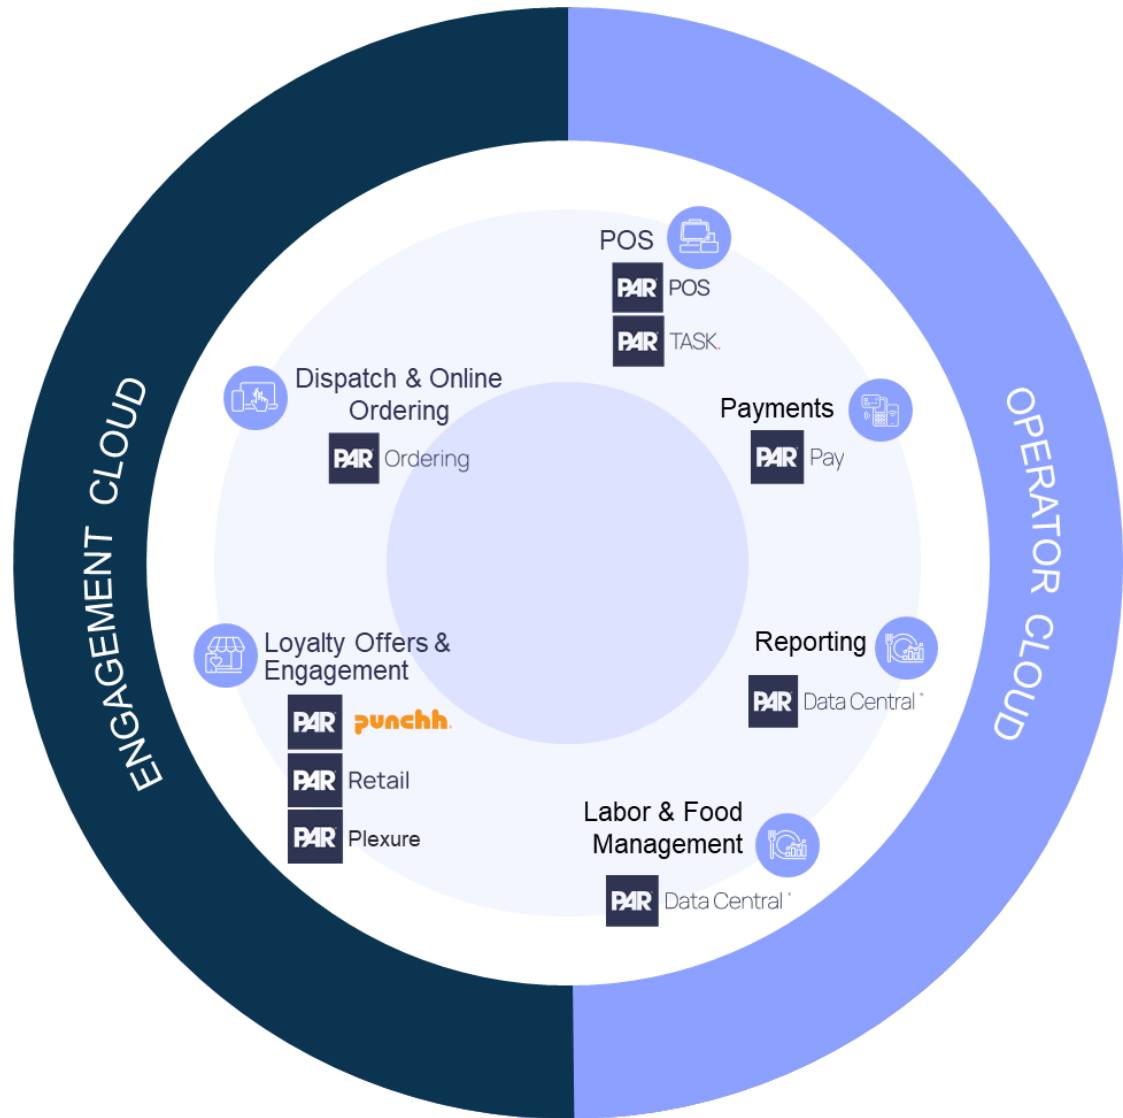 ENGAGEMENT CLOUD
OPERATOR CLOUD
POS
PAR POS
PAR TASK.
Dispatch & Online
Ordering
PAR Ordering
Payments
PAR Pay
Reporting
PAR Data Central
Loyalty Offers &
Engagement
PAR punchh.
PAR Retail
PAR Plexure
Labor & Food
Management
PAR Data Central